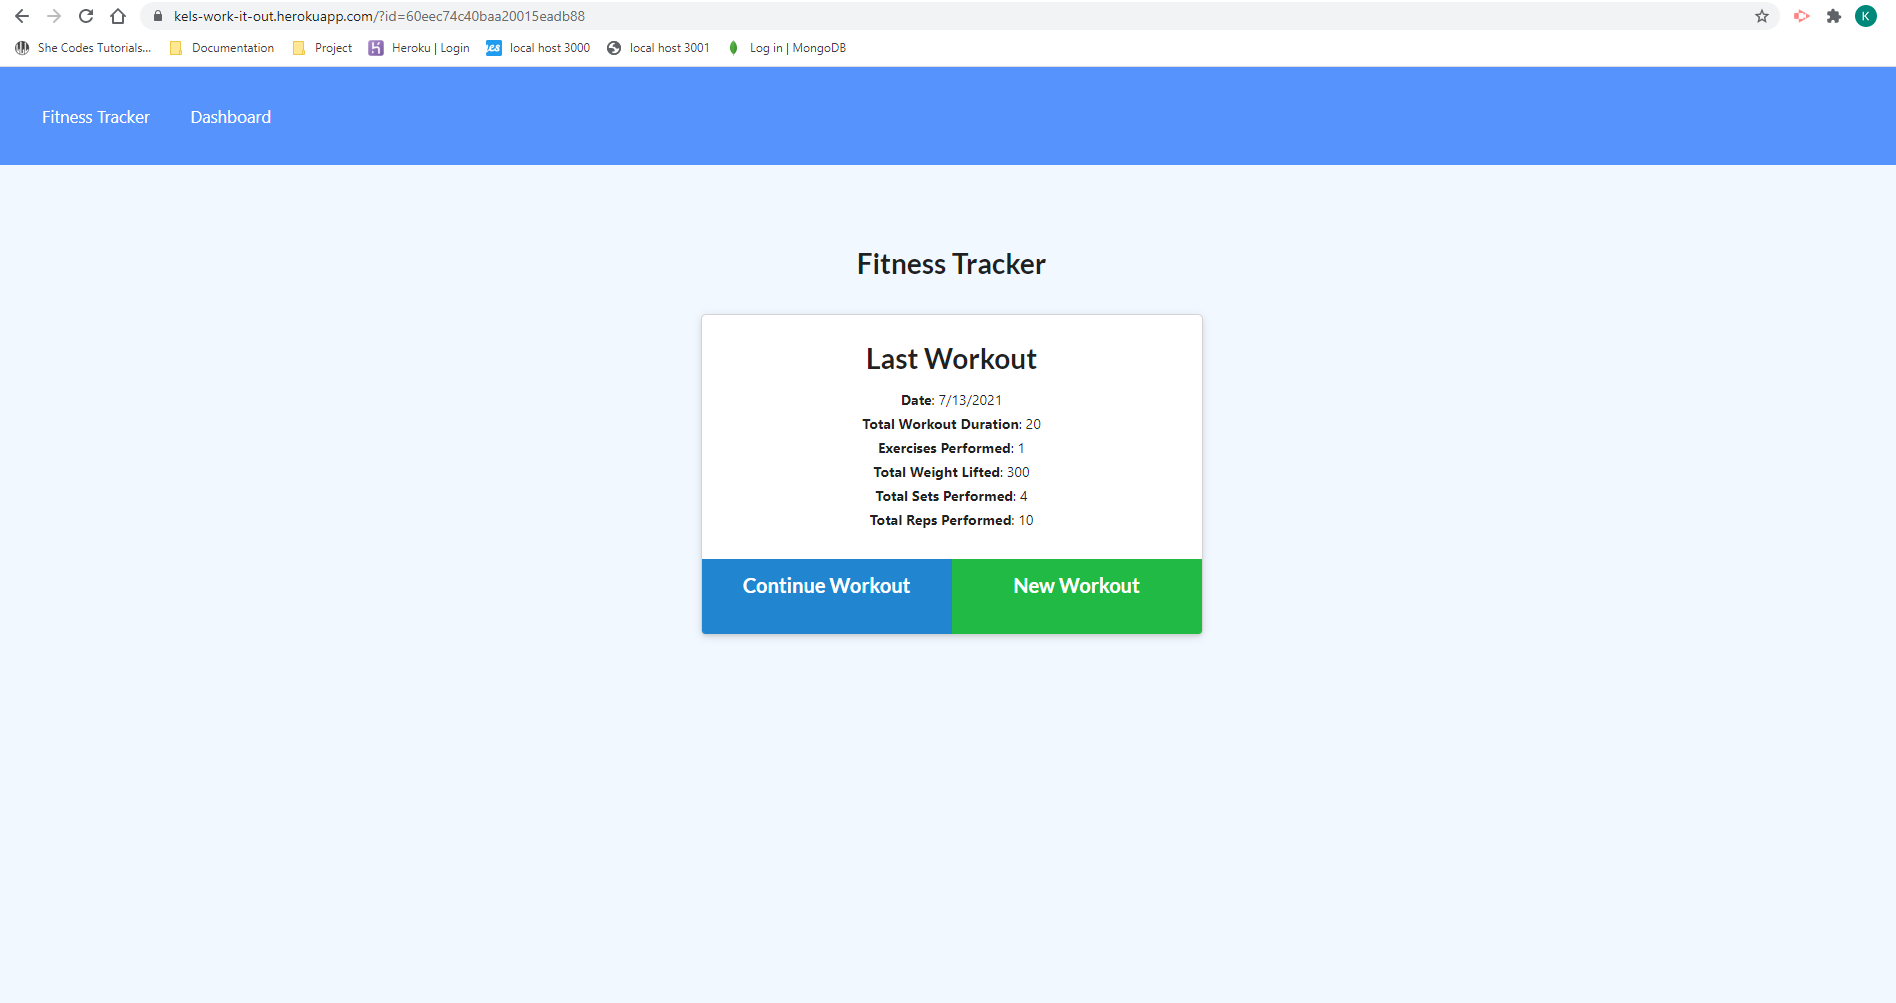 kels-work-it-out.herokuapp.com/?id=60eec74c40baa20015eadb88
K
She Codes Tutorials... Documentation Project Heroku | Login local host 3000 local host 3001 Log in | MongoDB
Fitness Tracker Dashboard
Fitness Tracker
Last Workout
Date: 7/13/2021
Total Workout Duration: 20
Exercises Performed: 1
Total Weight Lifted: 300
Total Sets Performed: 4
Total Reps Performed: 10
Continue Workout New Workout